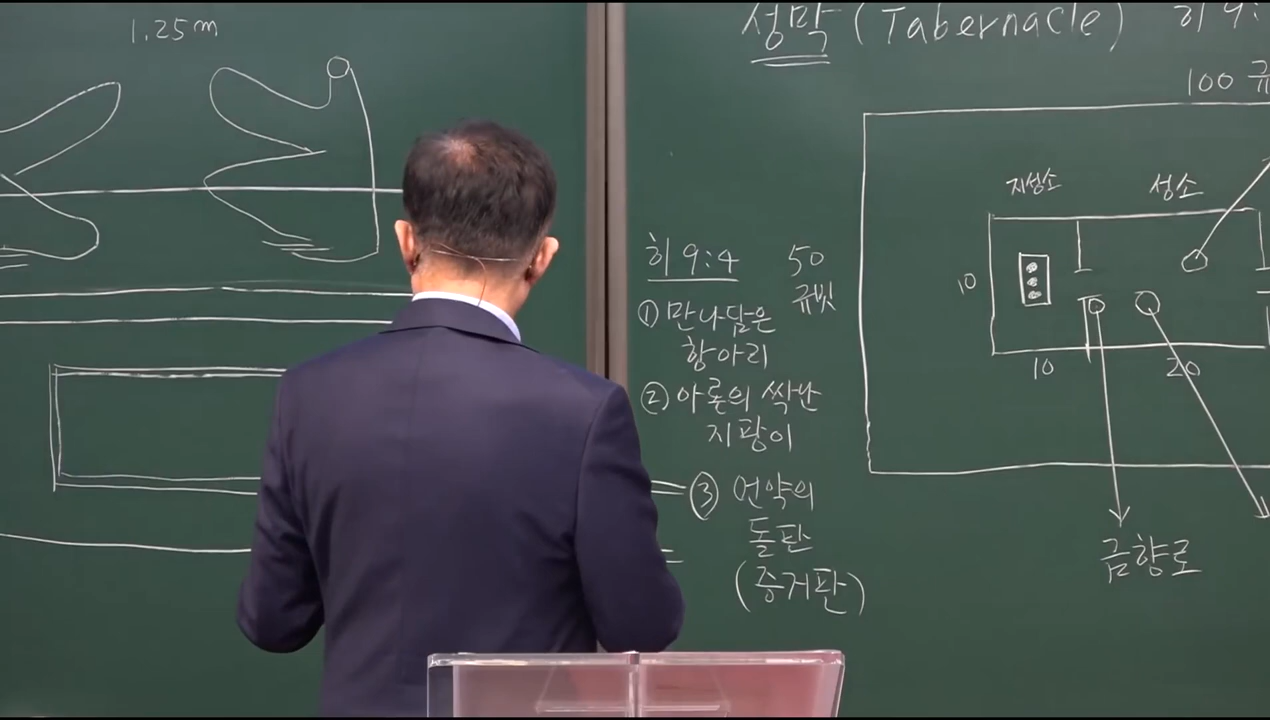 1.25m
성막 (Tabernacle) 히 9:
100 규
지성소 성소
히 9:4
50
규빗
① 만나담은
항아리
② 아론의 싹난
지팡이
③ 언약의
돌판
(증거판)
10
10
20
금향로